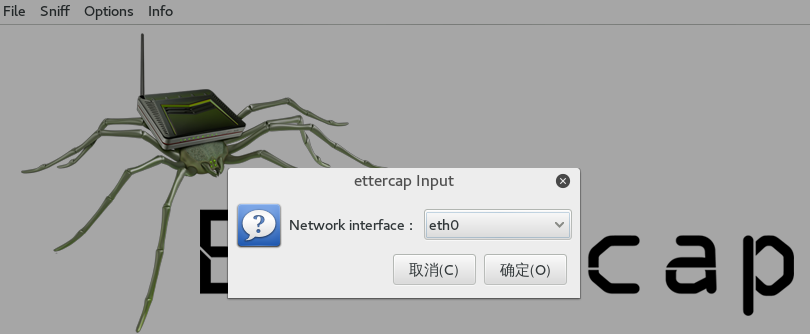 File Sniff Options Info
ettercap Input
Network interface : eth0
取消(C) 确定(O)
E cap